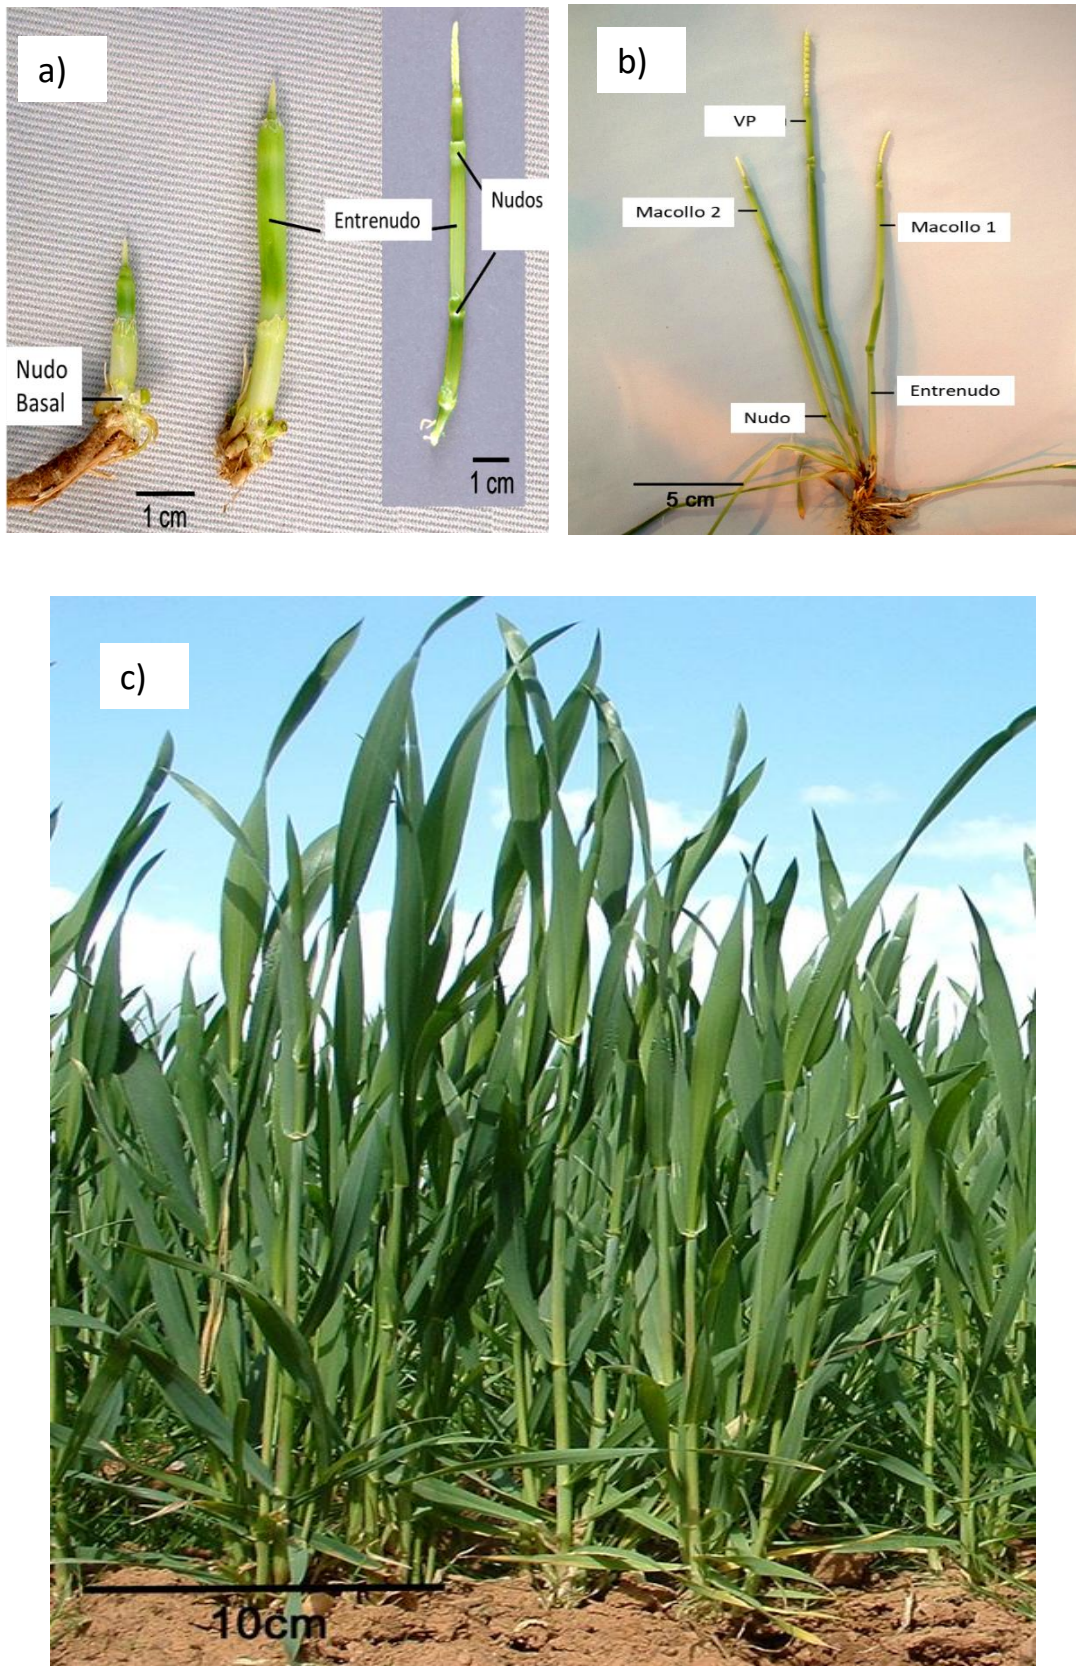 a)
Nudo
Basal
Entrenudo
Nudos
1 cm
1 cm
b)
VP
Macollo 2
Macollo 1
Entrenudo
Nudo
5 cm
c)
10cm